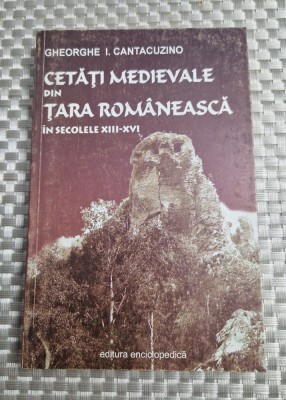 GHEORGHE I. CANTACUZINO
CETĂȚI MEDIEVALE
DIN
ȚARA ROMÂNEASCĂ
ÎN SECOLELE XIII-XVI
editura enciclopedică